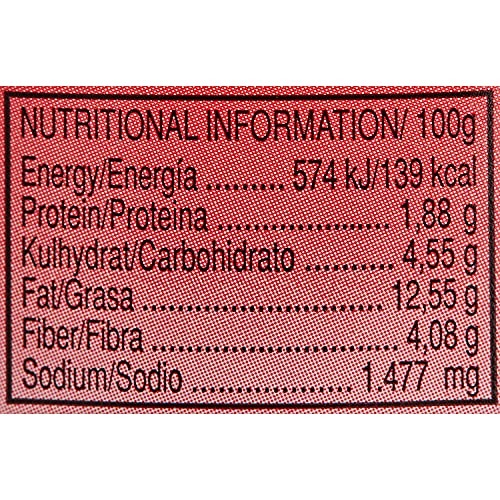 NUTRITIONAL INFORMATION/ 100g
Energy/Energía ......... 574 kJ/139 kcal
Protein/Proteina ...................... 1,88 g
Kulhydrat/Carbohidrato .......... 4,55 g
Fat/Grasa .......................... 12,55 g
Fiber/Fibra ......................... 4,08 g
Sodium/Sodio ................. 1.477 mg